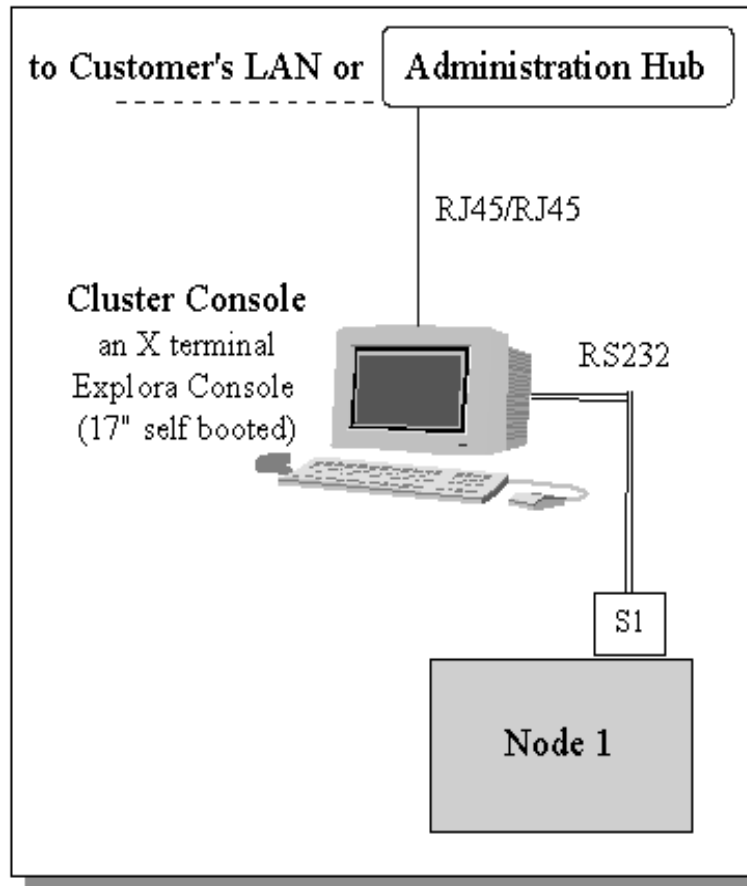 to Customer's LAN or Administration Hub
RJ45/RJ45
Cluster Console
an X terminal
Explora Console
(17" self booted)
RS232
S1
Node 1